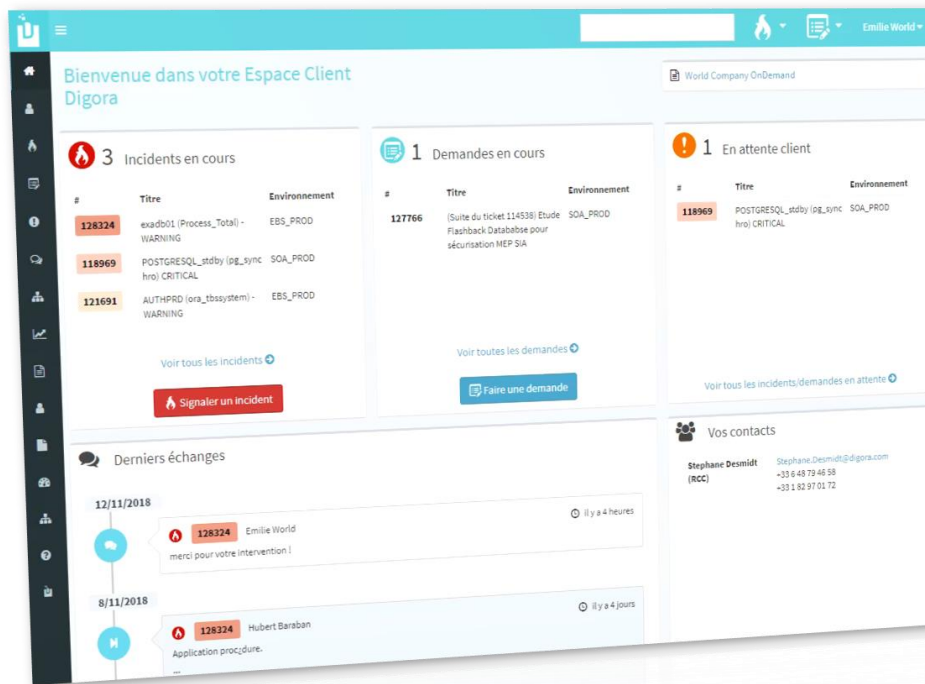 Emilie World
Bienvenue dans votre Espace Client
Digora
World Company OnDemand
3 Incidents en cours
# Titre Environnement
128324 exadb01 (Process_Total) - EBS_PROD
WARNING
118969 POSTGRESQL_stdby (pg_sync SOA_PROD
hro) CRITICAL
121691 AUTHPRD (ora_tbssystem) - EBS_PROD
WARNING
Voir tous les incidents
Signaler un incident
1 Demandes en cours
# Titre Environnement
127766 (Suite du ticket 114538) Etude SOA_PROD
Flashback Datababse pour
sécurisation MEP SIA
Voir toutes les demandes
Faire une demande
1 En attente client
# Titre Environnement
118969 POSTGRESQL_stdby (pg_sync SOA_PROD
hro) CRITICAL
Voir tous les incidents/demandes en attente
Derniers échanges
12/11/2018
128324 Emilie World il y a 4 heures
merci pour votre intervention !
8/11/2018
128324 Hubert Baraban il y a 4 jours
Application proc¿dure.
...
Vos contacts
Stephane Desmidt Stephane.Desmidt@digora.com
(RCC) +33 6 48 79 46 58
+33 1 82 97 01 72